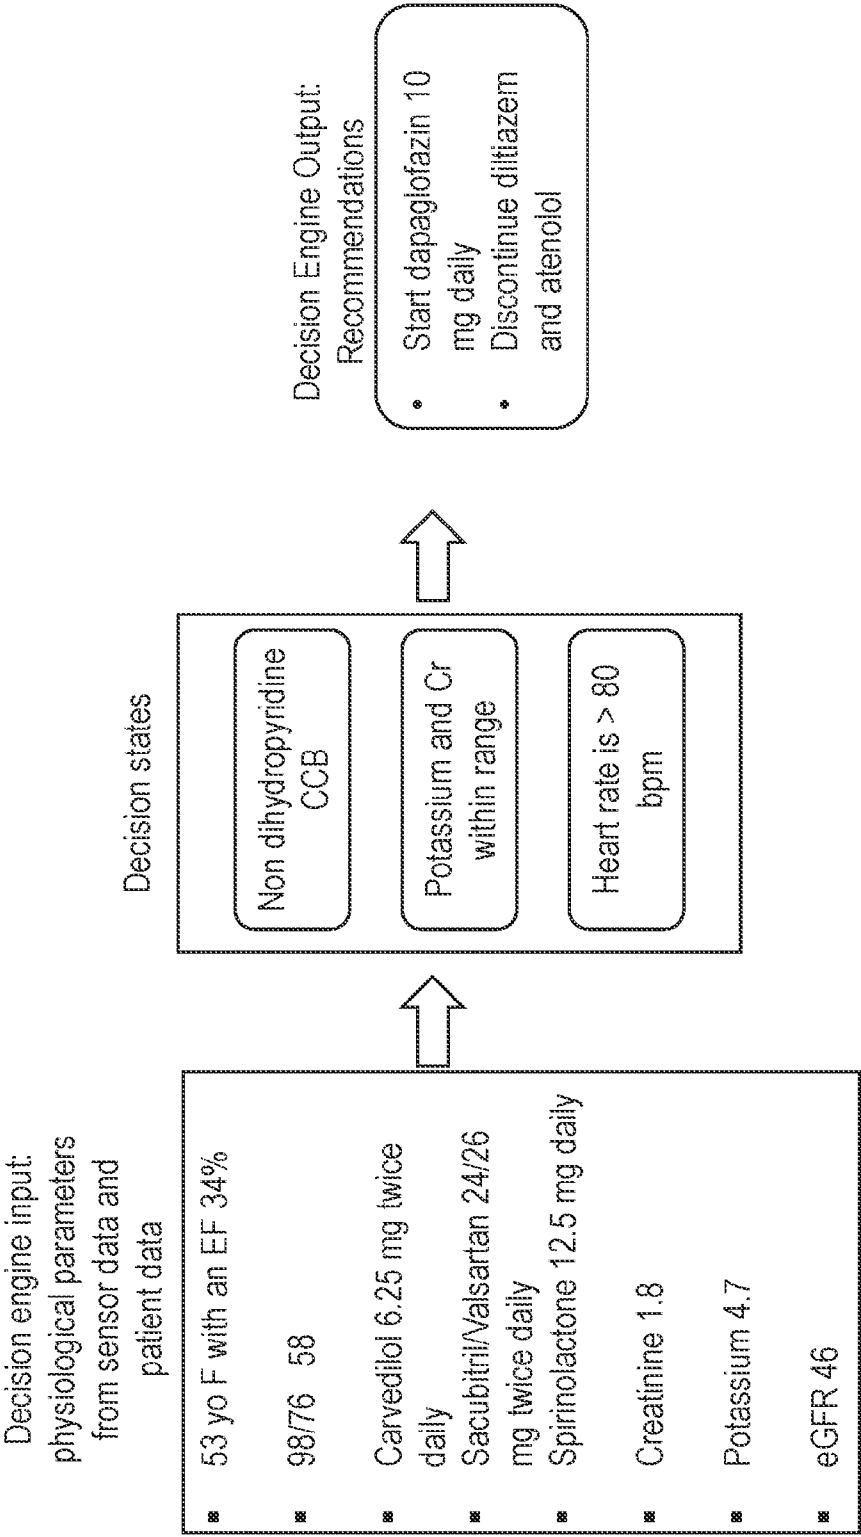 Decision engine input:
physiological parameters
from sensor data and
patient data
53 yo F with an EF 34%
98/76 58
Carvedilol 6.25 mg twice
daily
Sacubitril/Valsartan 24/26
mg twice daily
Spirinolactone 12.5 mg daily
Creatinine 1.8
Potassium 4.7
eGFR 46
Decision states
Non dihydropyridine
CCB
Potassium and Cr
within range
Heart rate is > 80
bpm
Decision Engine Output:
Recommendations
Start dapaglofazin 10
mg daily
Discontinue diltiazem
and atenolol